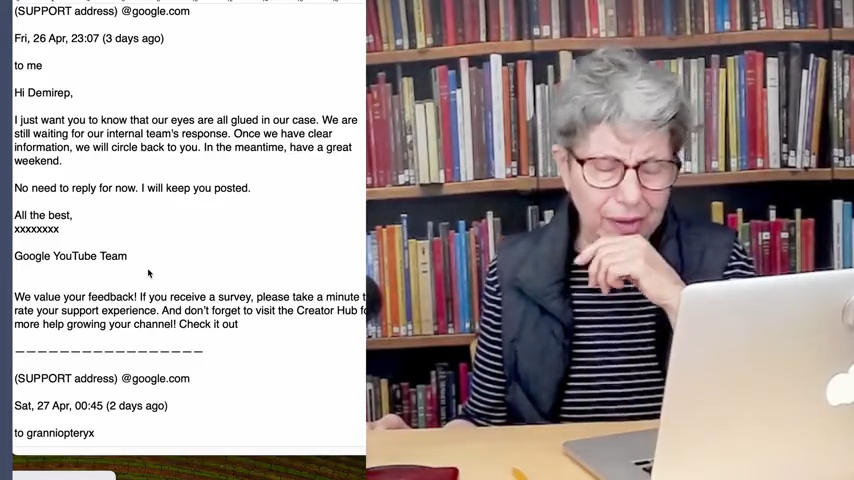 (SUPPORT address) @google.com
Fri, 26 Apr, 23:07 (3 days ago)
to me
Hi Demirep,
I just want you to know that our eyes are all glued in our case. We are
still waiting for our internal team's response. Once we have clear
information, we will circle back to you. In the meantime, have a great
weekend.
No need to reply for now. I will keep you posted.
All the best,
xxxxxxxx
Google YouTube Team
We value your feedback! If you receive a survey, please take a minute t
rate your support experience. And don't forget to visit the Creator Hub fo
more help growing your channel! Check it out
—————————————————
(SUPPORT address) @google.com
Sat, 27 Apr, 00:45 (2 days ago)
to granniopteryx